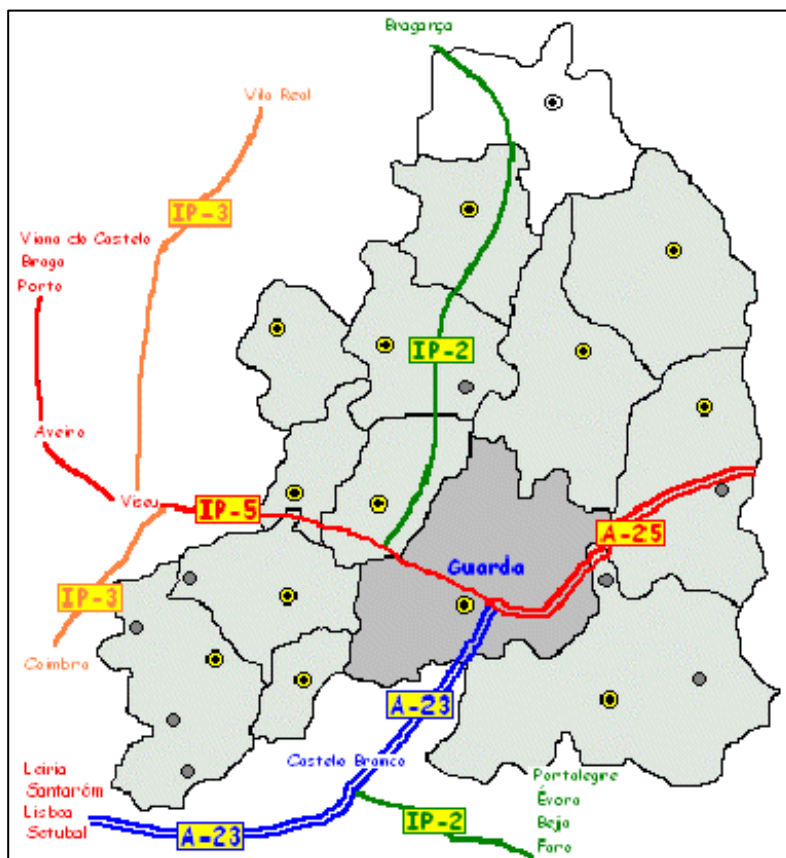 Bragança
Vila Real
IP-3
Viana do Castelo
Braga
Porto
IP-2
Aveiro
Viseu
IP-5
A-25
Guarda
IP-3
Coimbra
A-23
Castelo Branco
Leiria
Santarém
Lisboa
Setubal
A-23
IP-2
Portalegre
Évora
Beja
Faro